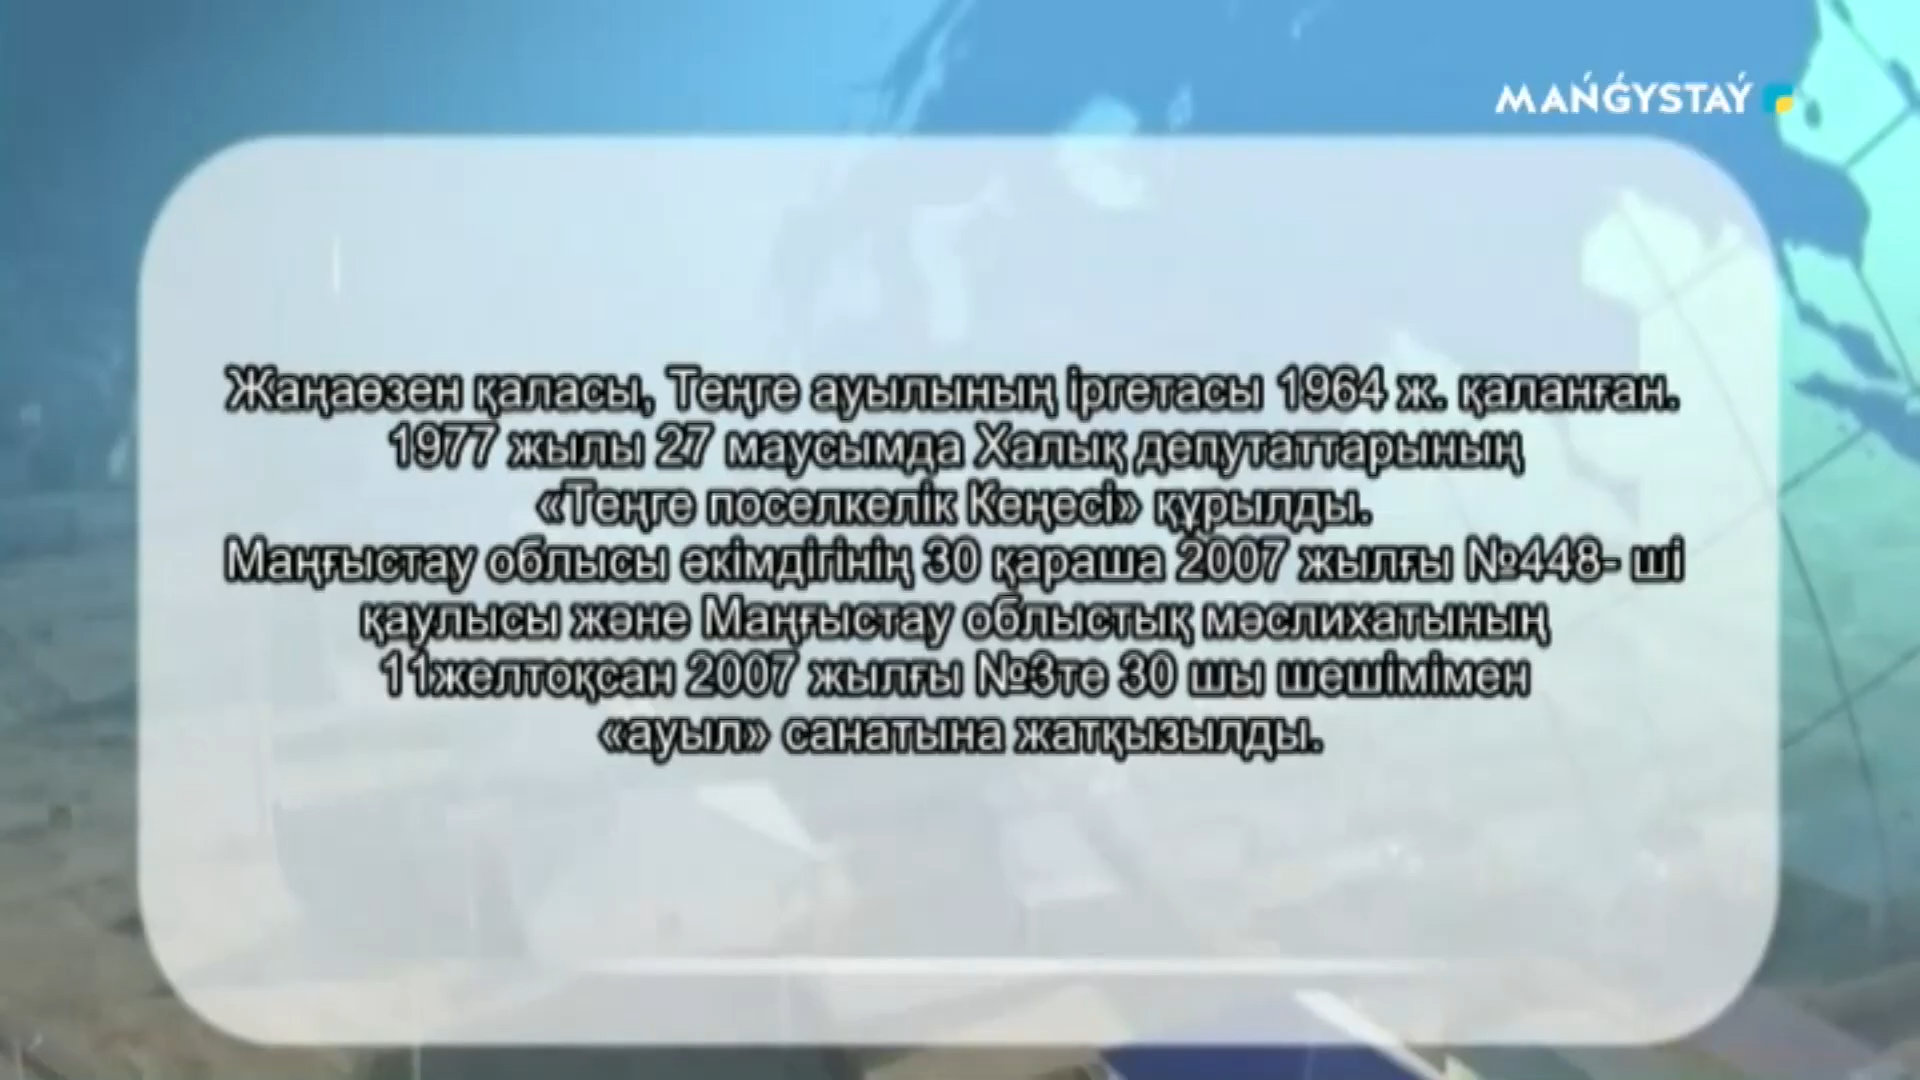 MAŃǴYSTAÝ
Жаңаөзен қаласы, Теңге ауылының іргетасы 1964 ж. қаланған.
1977 жылы 27 маусымда Халық депутаттарының
«Теңге поселкелік Кеңесі» құрылды.
Маңғыстау облысы әкімдігінің 30 қараша 2007 жылғы №448- ші
қаулысы және Маңғыстау облыстық мәслихатының
11желтоқсан 2007 жылғы №3те 30 шы шешімімен
«ауыл» санатына жатқызылды.